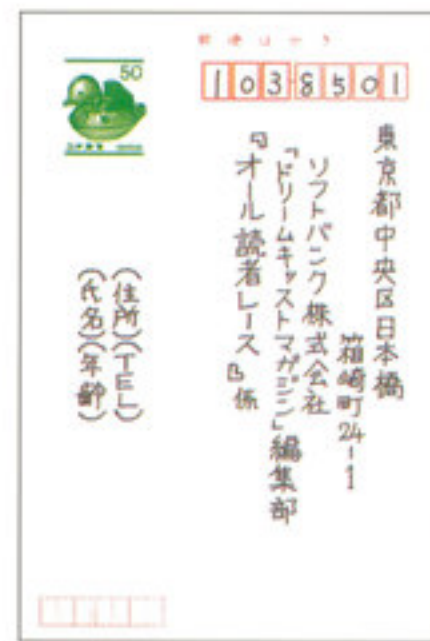 郵便はがき
50
1038501
東京都中央区日本橋
箱崎町24-1
ソフトバンク株式会社
「ドリームキャストマガジン」編集部
『オール読者レース』係
(住所)(TEL)
(氏名)(年齢)